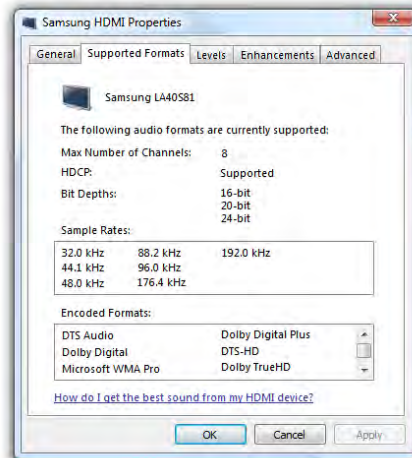 Samsung HDMI Properties
General Supported Formats Levels Enhancements Advanced
Samsung LA40S81
The following audio formats are currently supported:
Max Number of Channels: 8
HDCP: Supported
Bit Depths: 16-bit
20-bit
24-bit
Sample Rates:
32.0 kHz 88.2 kHz 192.0 kHz
44.1 kHz 96.0 kHz
48.0 kHz 176.4 kHz
Encoded Formats:
DTS Audio Dolby Digital Plus
Dolby Digital DTS-HD
Microsoft WMA Pro Dolby TrueHD
How do I get the best sound from my HDMI device?
OK Cancel Apply